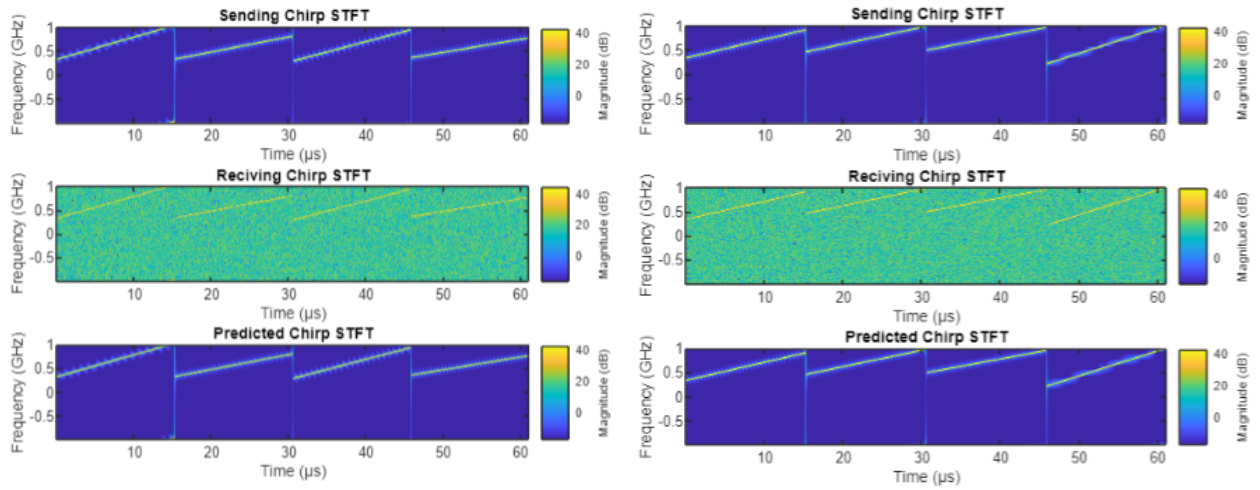 Sending Chirp STFT
Frequency (GHz)
1
0.5
0
-0.5
10 20 30 40 50 60
Time (µs)
40
20
0
Magnitude (dB)
Reciving Chirp STFT
Frequency (GHz)
1
0.5
0
-0.5
10 20 30 40 50 60
Time (µs)
40
20
0
Magnitude (dB)
Predicted Chirp STFT
Frequency (GHz)
1
0.5
0
-0.5
10 20 30 40 50 60
Time (µs)
40
20
0
Magnitude (dB)
Sending Chirp STFT
Frequency (GHz)
1
0.5
0
-0.5
10 20 30 40 50 60
Time (µs)
40
20
0
Magnitude (dB)
Receiving Chirp STFT
Frequency (GHz)
1
0.5
0
-0.5
10 20 30 40 50 60
Time (µs)
40
20
0
Magnitude (dB)
Predicted Chirp STFT
Frequency (GHz)
1
0.5
0
-0.5
10 20 30 40 50 60
Time (µs)
40
20
0
Magnitude (dB)